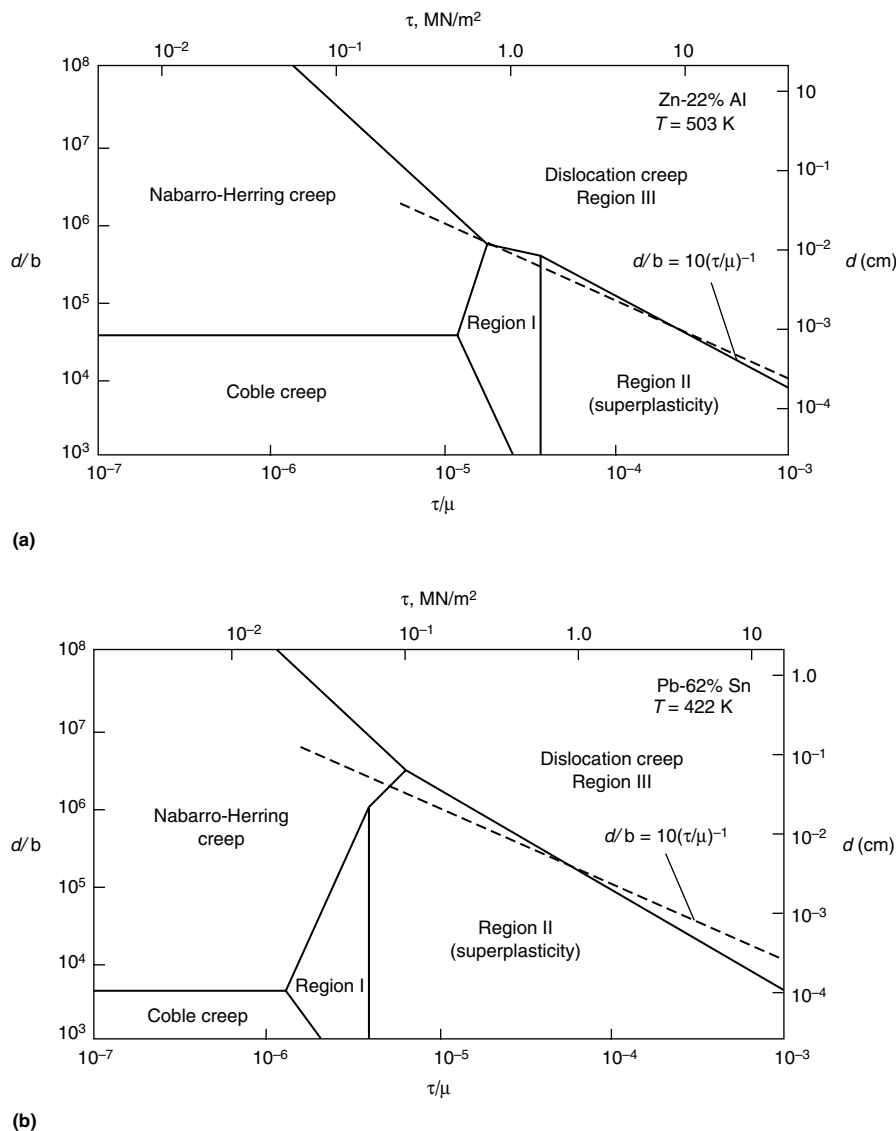 τ, MN/m²
10⁻² 10⁻¹ 1.0 10
10⁸
10⁷
10⁶
d/b
10⁵
10⁴
10³
Zn-22% Al
T = 503 K
Nabarro-Herring creep
Dislocation creep
Region III
d/b = 10(τ/μ)⁻¹
Region I
Coble creep
Region II
(superplasticity)
10
10⁻¹
10⁻²
d (cm)
10⁻³
10⁻⁴
10⁻⁷ 10⁻⁶ 10⁻⁵ 10⁻⁴ 10⁻³
τ/μ
(a)
τ, MN/m²
10⁻² 10⁻¹ 1.0 10
10⁸
10⁷
10⁶
d/b
10⁵
10⁴
10³
Pb-62% Sn
T = 422 K
Dislocation creep
Region III
Nabarro-Herring
creep
d/b = 10(τ/μ)⁻¹
Region II
(superplasticity)
Region I
Coble creep
1.0
10⁻¹
10⁻²
d (cm)
10⁻³
10⁻⁴
10⁻⁷ 10⁻⁶ 10⁻⁵ 10⁻⁴ 10⁻³
τ/μ
(b)